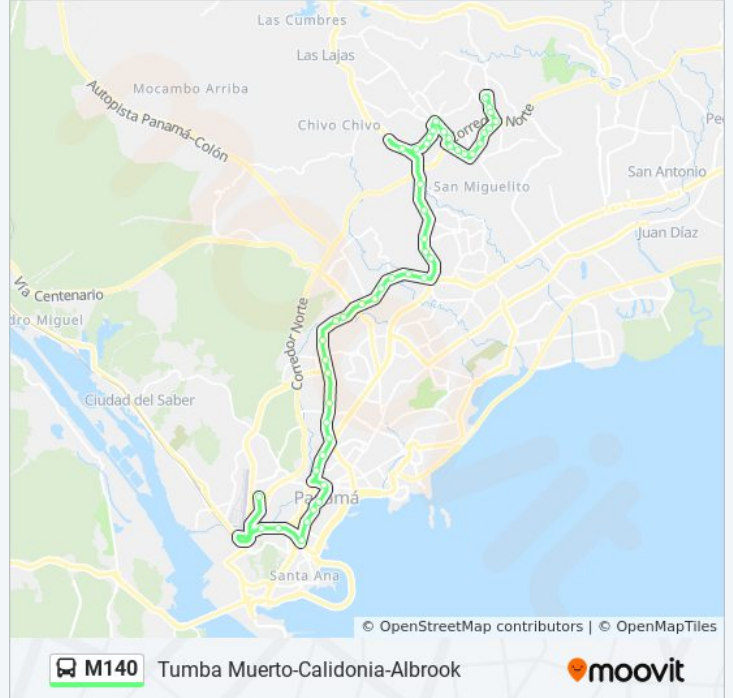 Las Cumbres
Las Lajas
Mocambo Arriba
Autopista Panamá-Colón
Chivo Chivo
Norte
San Miguelito
San Antonio
Juan Díaz
Vía Centenario
dro Miguel
Corredor Norte
Ciudad del Saber
Panamá
Santa Ana
© OpenStreetMap contributors | © OpenMapTiles
M140 Tumba Muerto-Calidonia-Albrook
moovit